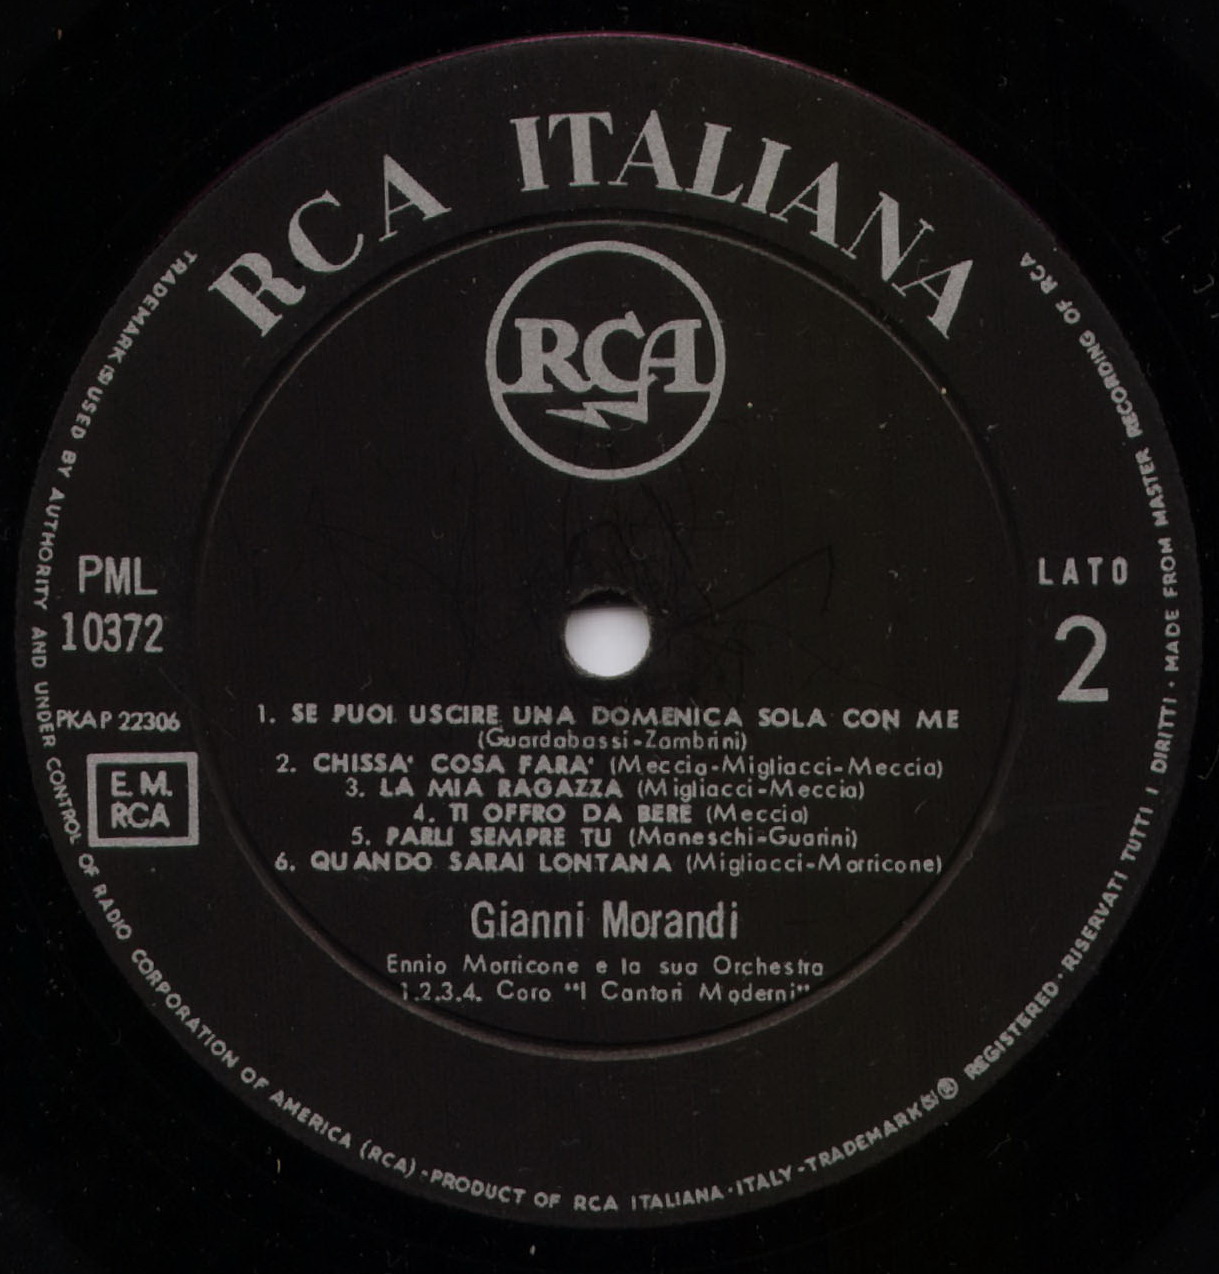 RCA ITALIANA
RCA
PML
10372
PKAP 22306
E.M.
RCA
LATO
2
1. SE PUOI USCIRE UNA DOMENICA SOLA CON ME
(Guardabassi-Zambrini)
2. CHISSA' COSA FARA' (Meccia-Migliacci-Meccia)
3. LA MIA RAGAZZA (Migliacci-Meccia)
4. TI OFFRO DA BERE (Meccia)
5. PARLI SEMPRE TU (Maneschi-Guarini)
6. QUANDO SARAI LONTANA (Migliacci-Morricone)
Gianni Morandi
Ennio Morricone e la sua Orchestra
1.2.3.4. Coro "I Cantori Moderni"
TRADEMARK(S) USED BY AUTHORITY AND UNDER CONTROL OF RADIO CORPORATION OF AMERICA (RCA)-PRODUCT OF RCA ITALIANA·ITALY-TRADEMARK(S)® REGISTERED·RISERVATI TUTTI I DIRITTI·MADE FROM MASTER RECORDING OF RCA